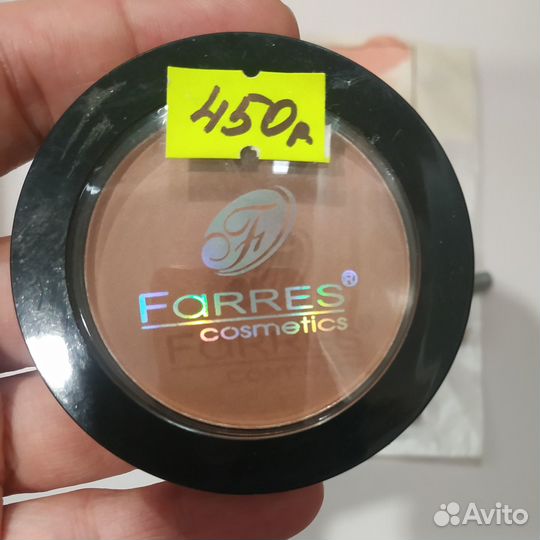 450р
FaRRES®
cosmetics
Avito